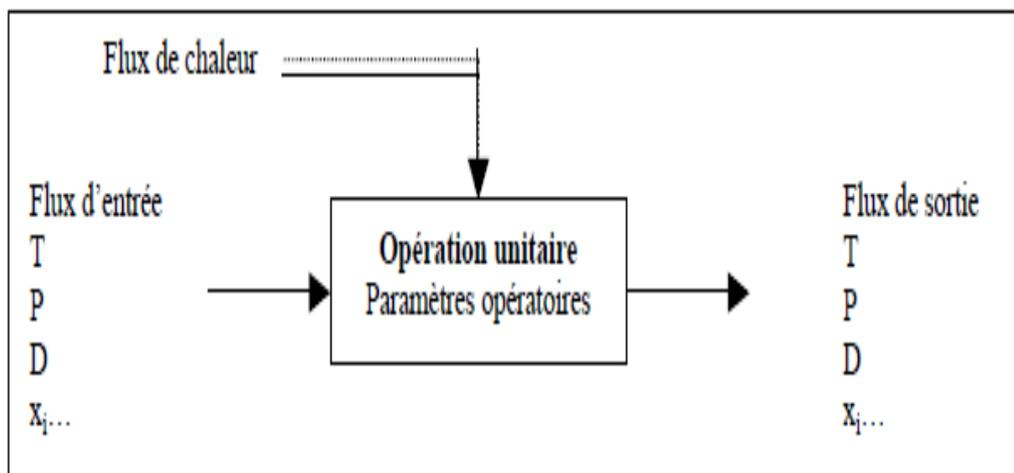 Flux de chaleur
Flux d'entrée
T
P
D
xi...
Opération unitaire
Paramètres opératoires
Flux de sortie
T
P
D
xi...